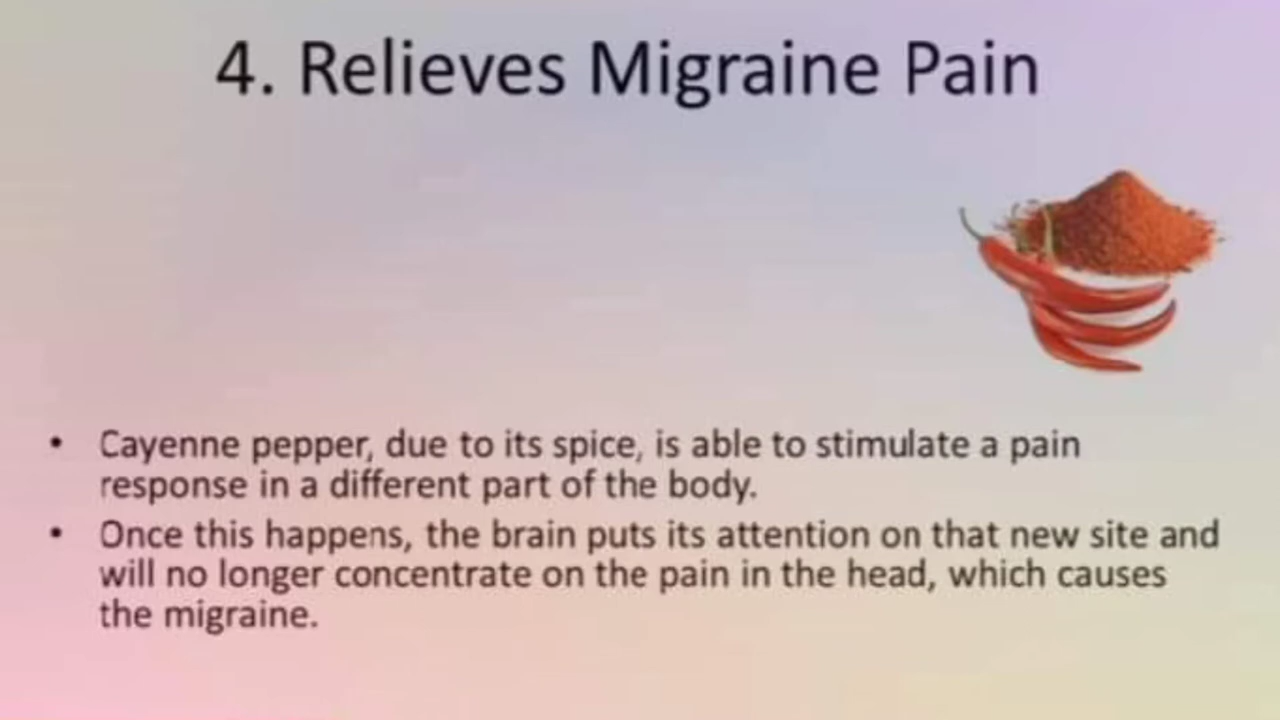 4. Relieves Migraine Pain
• Cayenne pepper, due to its spice, is able to stimulate a pain
response in a different part of the body.
• Once this happens, the brain puts its attention on that new site and
will no longer concentrate on the pain in the head, which causes
the migraine.